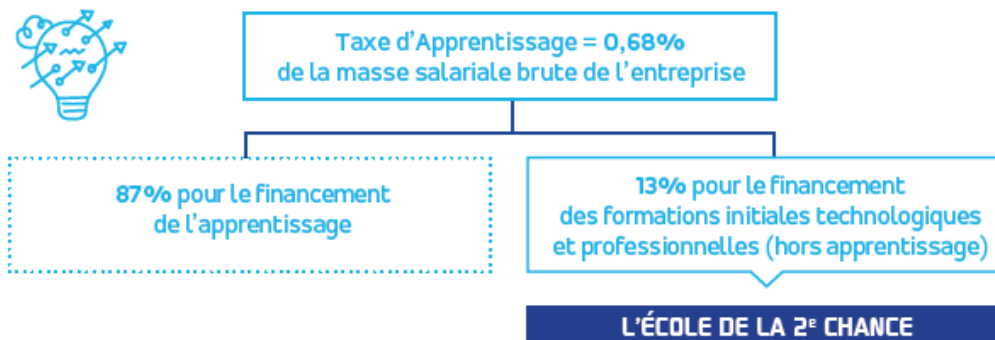 Taxe d'Apprentissage = 0,68%
de la masse salariale brute de l'entreprise
87% pour le financement
de l'apprentissage
13% pour le financement
des formations initiales technologiques
et professionnelles (hors apprentissage)
L'ÉCOLE DE LA 2ᵉ CHANCE